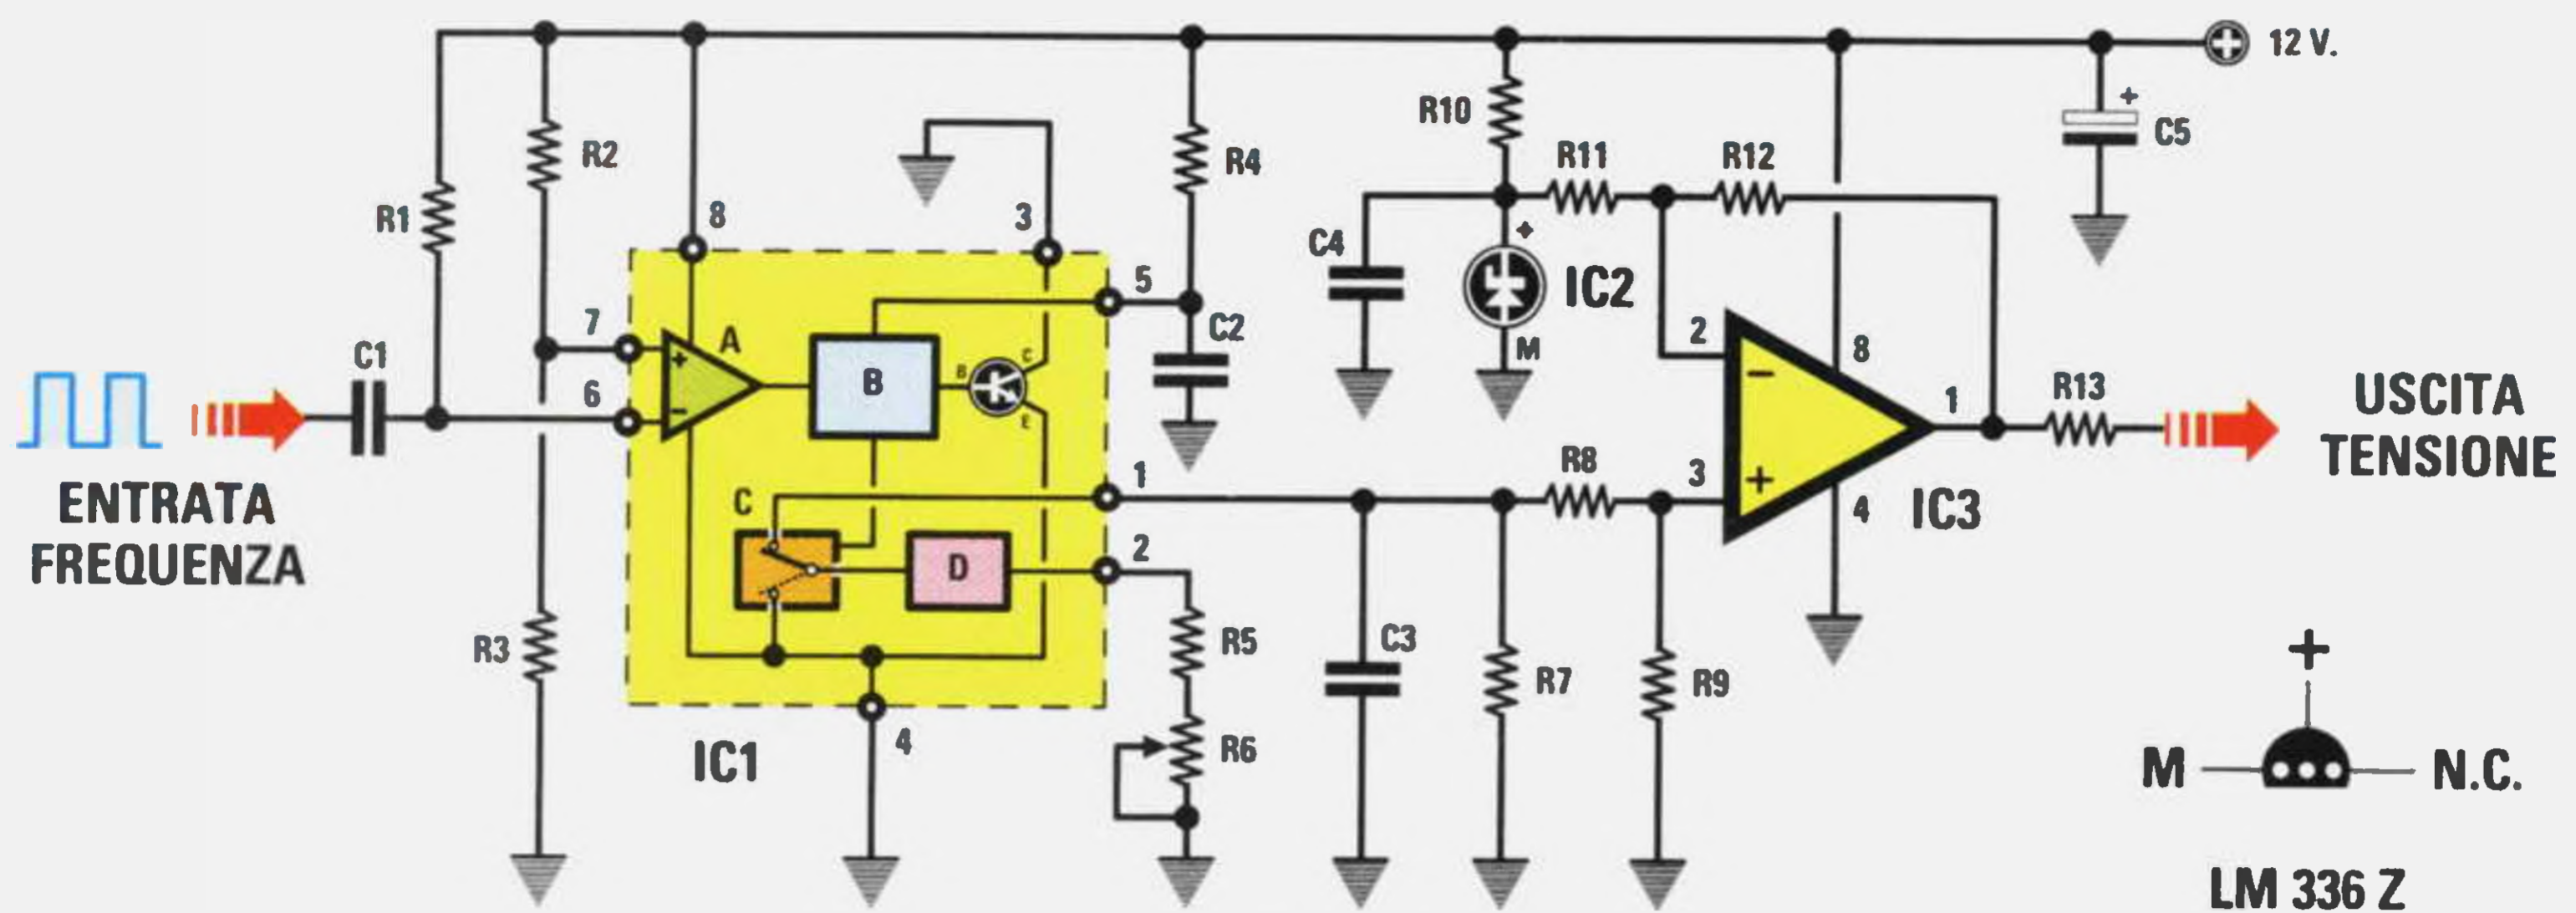 12 V.
R1
R2
R4
R10
R11
R12
C5
+
8
3
5
C4
+
IC2
M
C2
7
A
6
+
-
B
B
C
E
C1
2
8
1
R13
-
+
3
4
IC3
ENTRATA
FREQUENZA
USCITA
TENSIONE
1
R8
C
D
2
R3
R5
C3
R7
R9
R6
IC1
4
+
M
N.C.
LM 336 Z